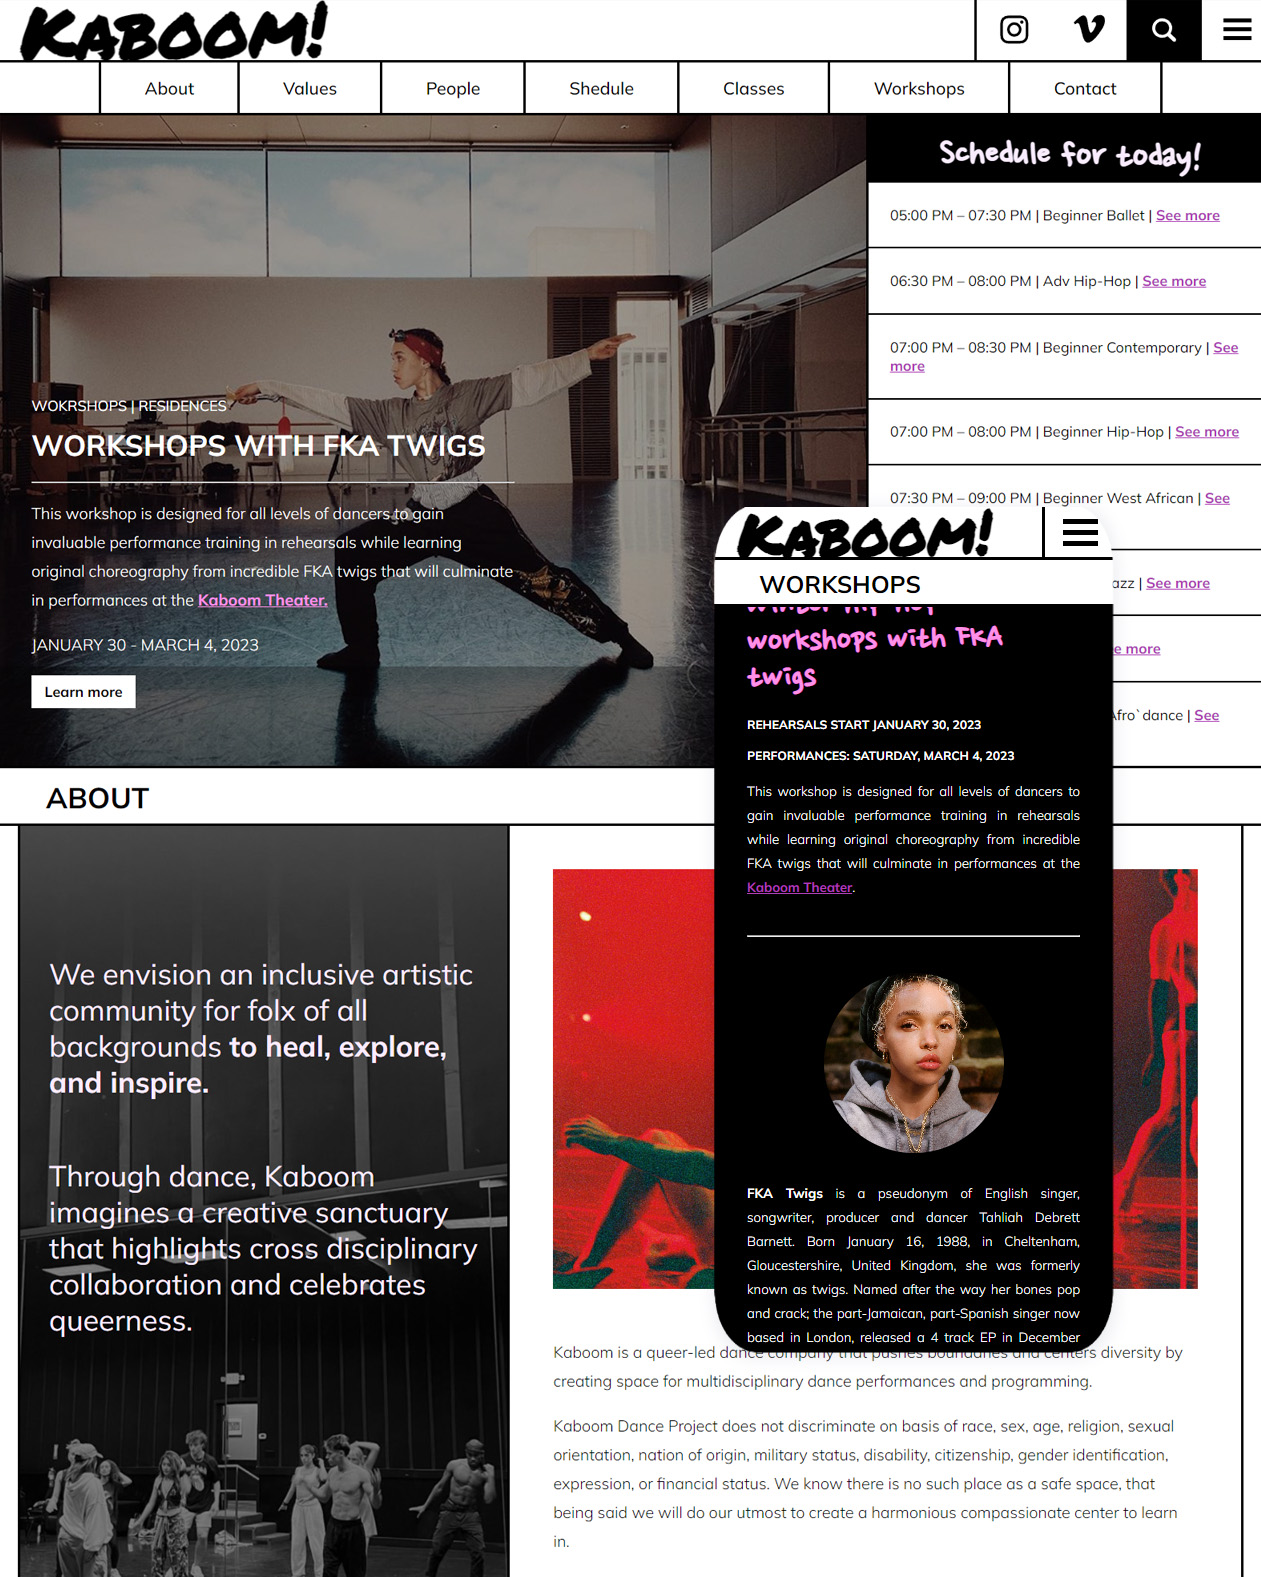 KABOOM!
About
Values
People
Shedule
Classes
Workshops
Contact
WOKRSHOPS | RESIDENCES
WORKSHOPS WITH FKA TWIGS
This workshop is designed for all levels of dancers to gain
invaluable performance training in rehearsals while learning
original choreography from incredible FKA twigs that will culminate
in performances at the Kaboom Theater.
JANUARY 30 - MARCH 4, 2023
Learn more
Schedule for today!
05:00 PM – 07:30 PM | Beginner Ballet | See more
06:30 PM – 08:00 PM | Adv Hip-Hop | See more
07:00 PM – 08:30 PM | Beginner Contemporary | See
more
07:00 PM – 08:00 PM | Beginner Hip-Hop | See more
07:30 PM – 09:00 PM | Beginner West African | See
azz | See more
e more
Afro`dance | See
ABOUT
We envision an inclusive artistic
community for folx of all
backgrounds to heal, explore,
and inspire.
Through dance, Kaboom
imagines a creative sanctuary
that highlights cross disciplinary
collaboration and celebrates
queerness.
KABOOM!
WORKSHOPS
winter hip hop
workshops with FKA
twigs
REHEARSALS START JANUARY 30, 2023
PERFORMANCES: SATURDAY, MARCH 4, 2023
This workshop is designed for all levels of dancers to
gain invaluable performance training in rehearsals
while learning original choreography from incredible
FKA twigs that will culminate in performances at the
Kaboom Theater.
FKA Twigs is a pseudonym of English singer,
songwriter, producer and dancer Tahliah Debrett
Barnett. Born January 16, 1988, in Cheltenham,
Gloucestershire, United Kingdom, she was formerly
known as twigs. Named after the way her bones pop
and crack; the part-Jamaican, part-Spanish singer now
based in London, released a 4 track EP in December
Kaboom is a queer-led dance company that pushes boundaries and centers diversity by
creating space for multidisciplinary dance performances and programming.
Kaboom Dance Project does not discriminate on basis of race, sex, age, religion, sexual
orientation, nation of origin, military status, disability, citizenship, gender identification,
expression, or financial status. We know there is no such place as a safe space, that
being said we will do our utmost to create a harmonious compassionate center to learn
in.